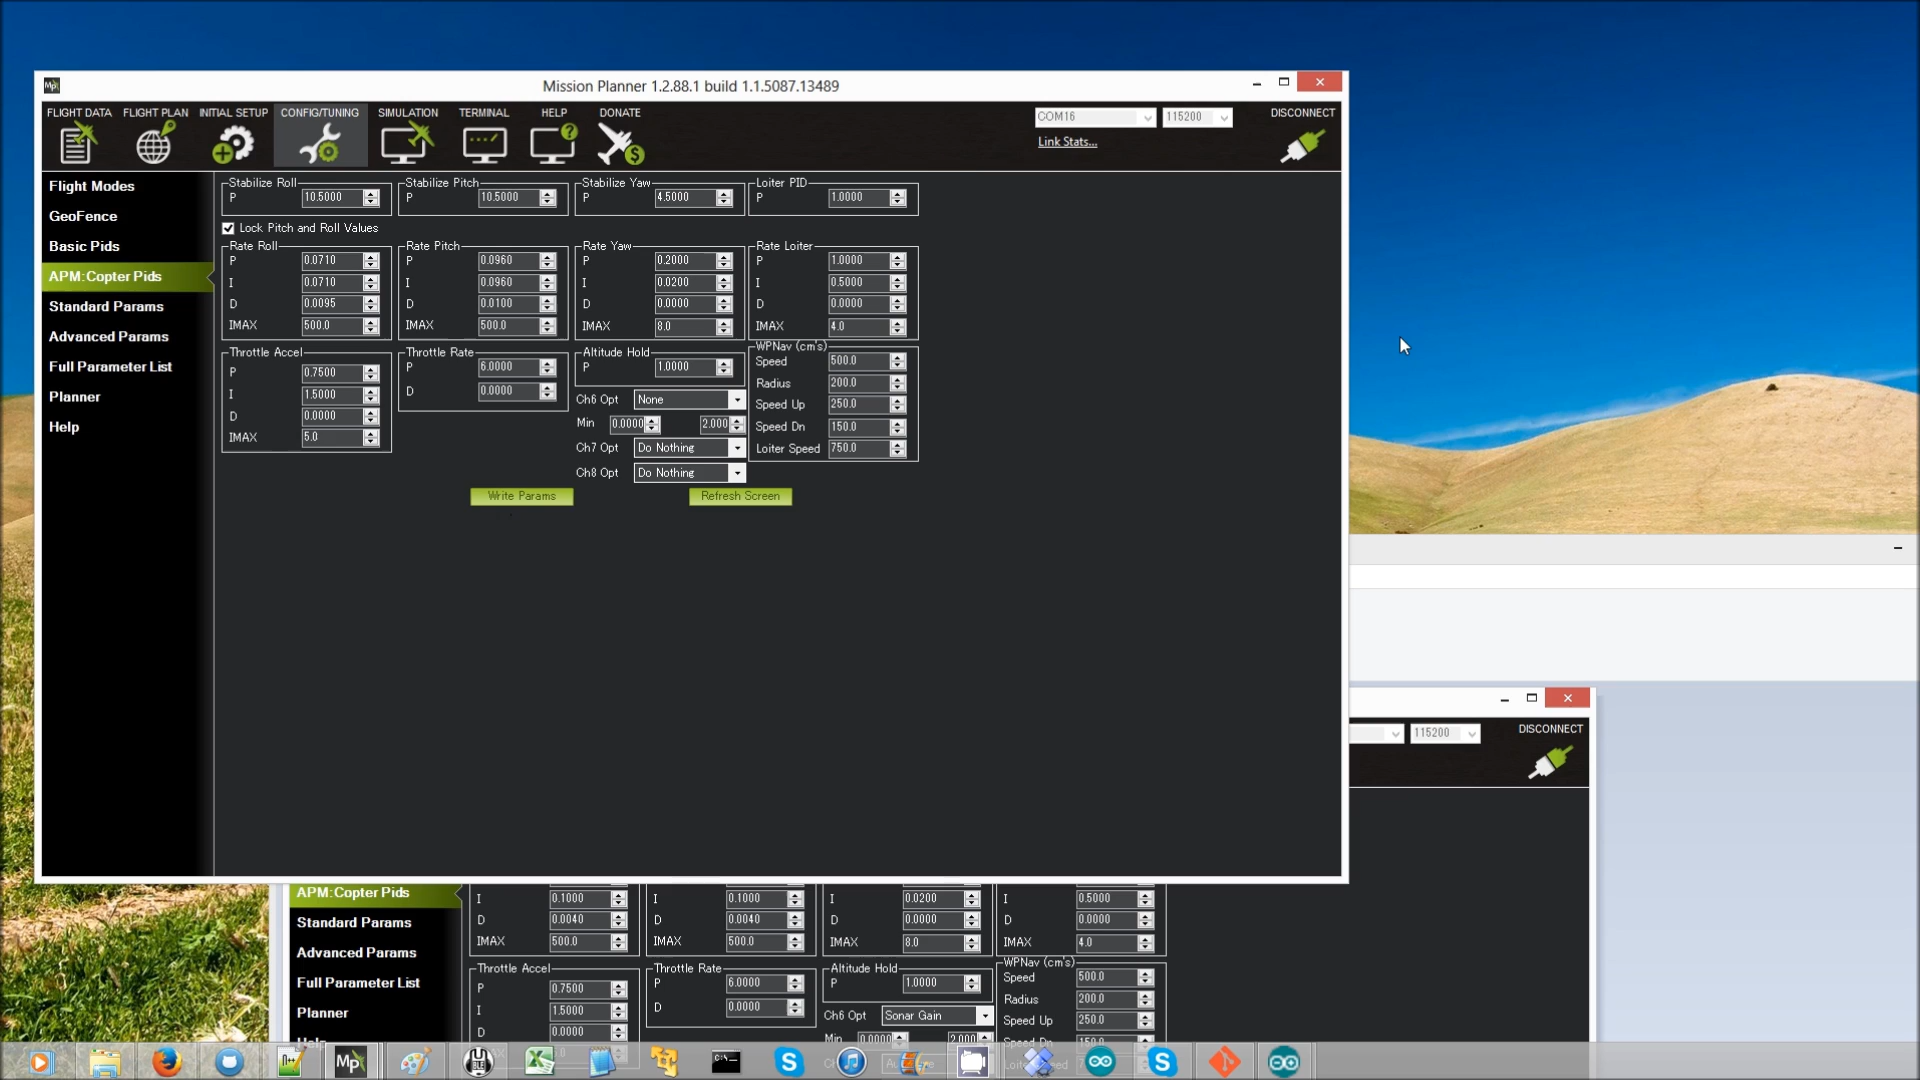 Mission Planner 1.2.88.1 build 1.1.5087.13489
FLIGHT DATA FLIGHT PLAN INITIAL SETUP CONFIG/TUNING SIMULATION TERMINAL HELP DONATE
COM16 115200 DISCONNECT
Link Stats...
Flight Modes
GeoFence
Basic Pids
APM:Copter Pids
Standard Params
Advanced Params
Full Parameter List
Planner
Help
Stabilize Roll Stabilize Pitch Stabilize Yaw Loiter PID
P 10.5000 P 10.5000 P 4.5000 P 1.0000
Lock Pitch and Roll Values
Rate Roll Rate Pitch Rate Yaw Rate Loiter
P 0.0710 P 0.0960 P 0.2000 P 1.0000
I 0.0710 I 0.0960 I 0.0200 I 0.5000
D 0.0095 D 0.0100 D 0.0000 D 0.0000
IMAX 500.0 IMAX 500.0 IMAX 8.0 IMAX 4.0
Throttle Accel Throttle Rate Altitude Hold WPNav (cm's)
P 0.7500 P 6.0000 P 1.0000 Speed 500.0
I 1.5000 D 0.0000 Ch6 Opt None Radius 200.0
D 0.0000 Min 0.0000 2.000 Speed Up 250.0
IMAX 5.0 Ch7 Opt Do Nothing Speed Dn 150.0
Ch8 Opt Do Nothing Loiter Speed 750.0
Write Params Refresh Screen
115200 DISCONNECT
APM:Copter Pids
Standard Params
Advanced Params
Full Parameter List
Planner
Help
I 0.1000 I 0.1000 I 0.0200 I 0.5000
D 0.0040 D 0.0040 D 0.0000 D 0.0000
IMAX 500.0 IMAX 500.0 IMAX 8.0 IMAX 4.0
Throttle Accel Throttle Rate Altitude Hold WPNav (cm's)
P 0.7500 P 6.0000 P 1.0000 Speed 500.0
I 1.5000 D 0.0000 Ch6 Opt Sonar Gain Radius 200.0
D 0.0000 Min 0.0000 2.000 Speed Up 250.0
Speed Dn 150.0
Mp